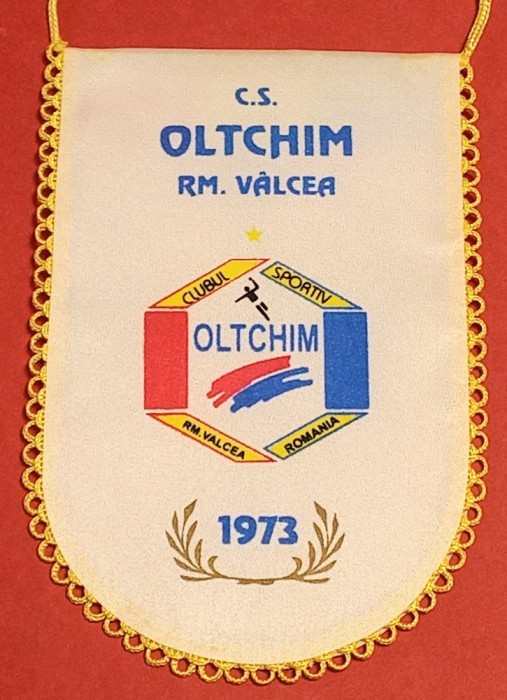 C.S.
OLTCHIM
RM. VÂLCEA
CLUBUL SPORTIV
OLTCHIM
RM. VALCEA ROMANIA
1973